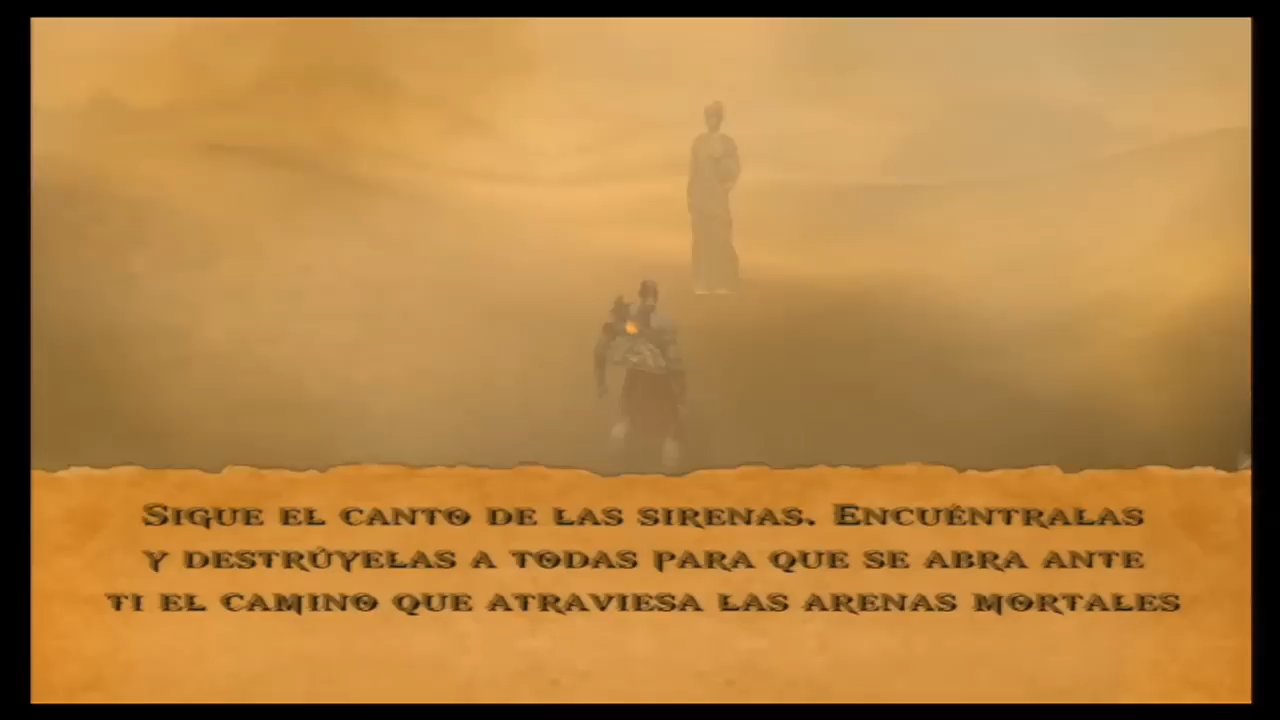 Sigue el canto de las sirenas. Encuéntralas
y destrúyelas a todas para que se abra ante
ti el camino que atraviesa las arenas mortales